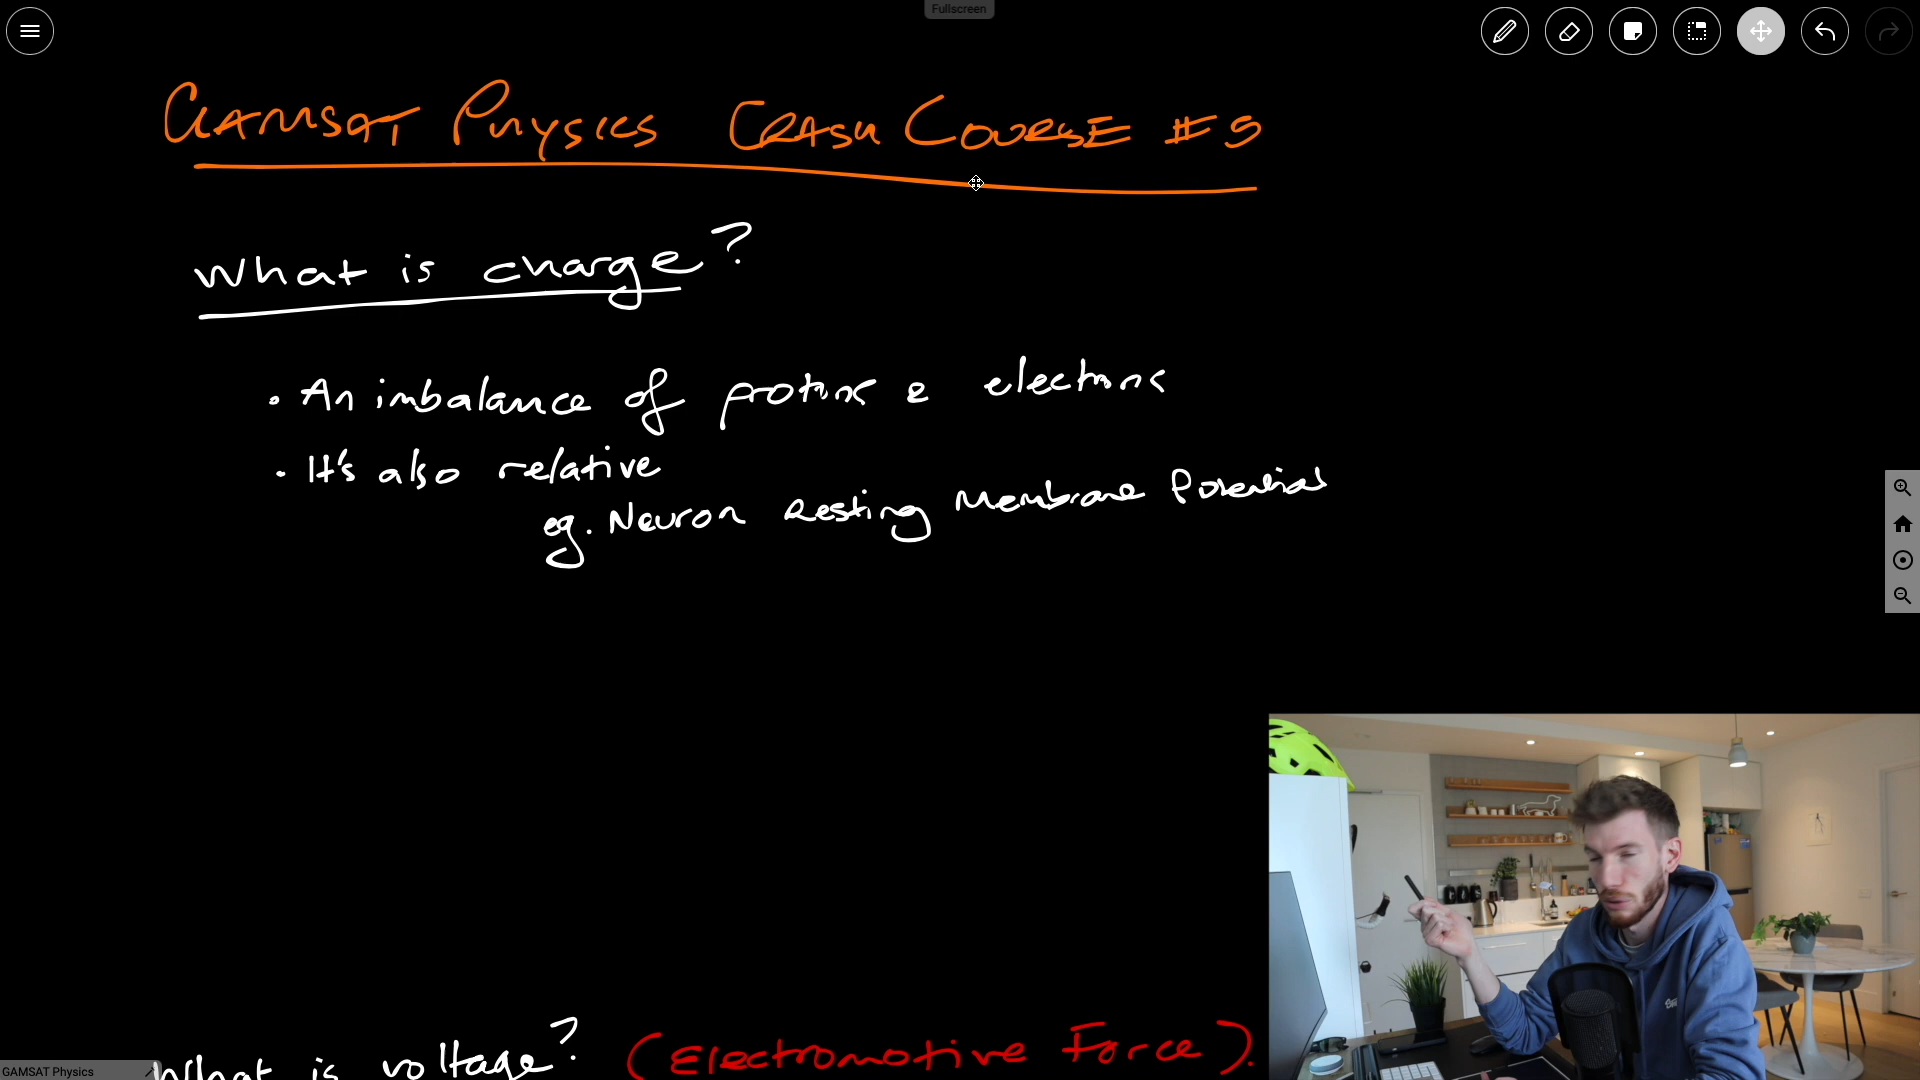 Fullscreen
GAMSAT PHYSICS CRASH COURSE #5
What is charge?
• An imbalance of protons & electrons
• It's also relative
eg. Neuron Resting Membrane Potential
What is voltage? (Electromotive Force).
GAMSAT Physics